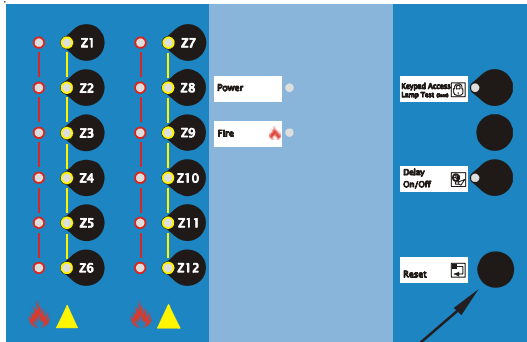 Z1
Z2
Z3
Z4
Z5
Z6
Z7
Z8
Z9
Z10
Z11
Z12
Power
Fire
Keypad Access
Lamp Test (5sec)
Delay
On/Off
Reset